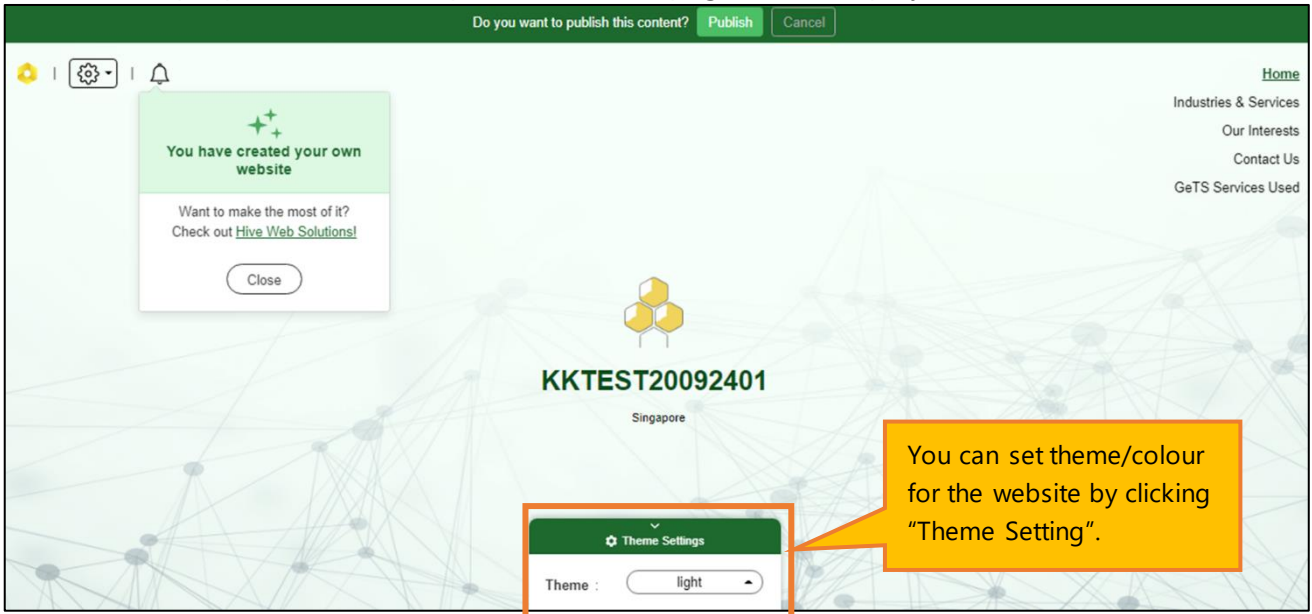 Do you want to publish this content? Publish Cancel
Home
Industries & Services
Our Interests
Contact Us
GeTS Services Used
You have created your own
website
Want to make the most of it?
Check out Hive Web Solutions!
Close
KKTEST20092401
Singapore
You can set theme/colour
for the website by clicking
“Theme Setting”.
Theme Settings
Theme : light